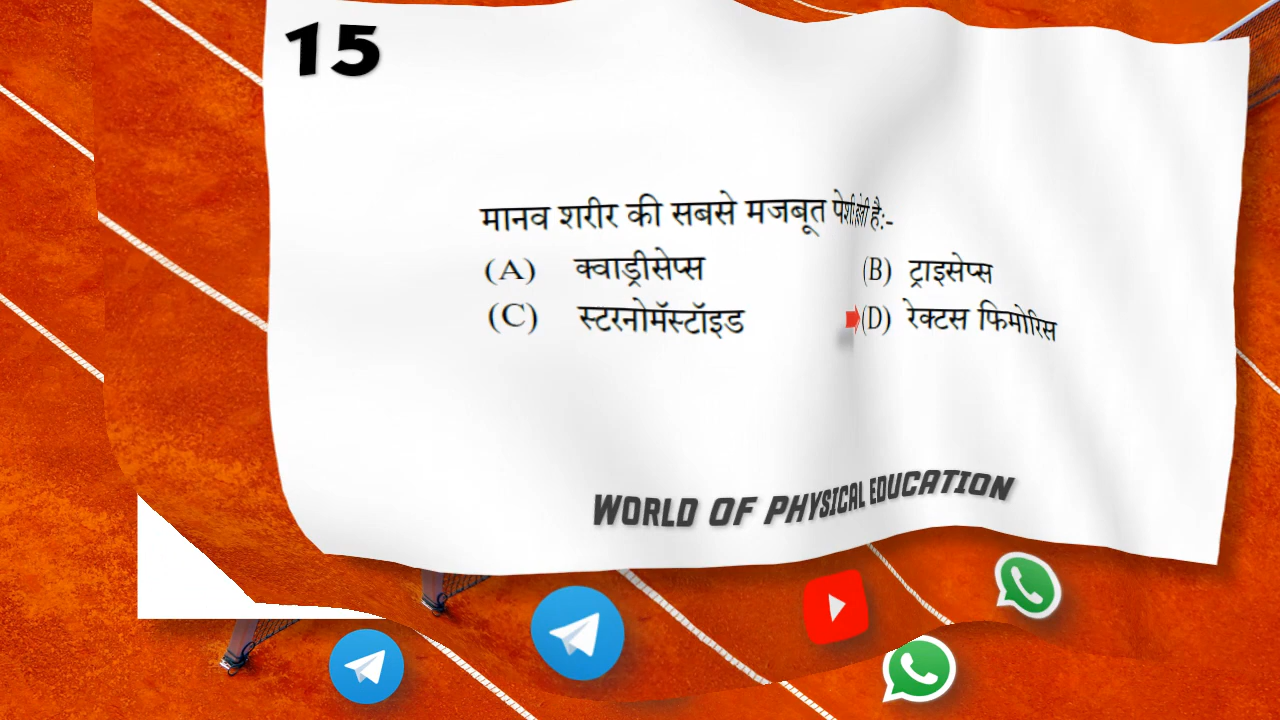 15
मानव शरीर की सबसे मजबूत पेशी होती है:-
(A) क्वाड्रीसेप्स (B) ट्राइसेप्स
(C) स्टरनोमॅस्टॉइड (D) रेक्टस फिमोरिस
WORLD OF PHYSICAL EDUCATION